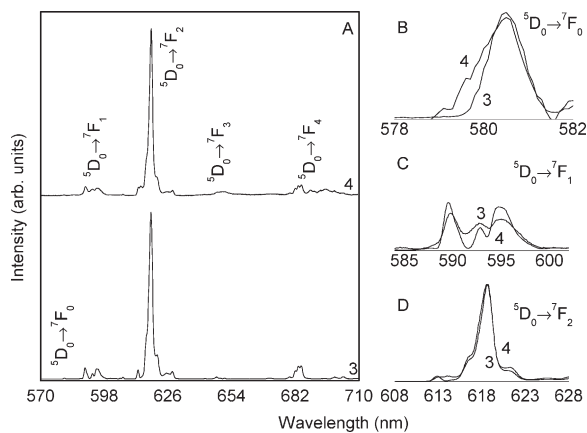 A
⁵D₀→⁷F₁
⁵D₀→⁷F₂
⁵D₀→⁷F₃
⁵D₀→⁷F₄
4
⁵D₀→⁷F₀
3
570 598 626 654 682 710
Intensity (arb. units)
B
⁵D₀→⁷F₀
4
3
578 580 582
C
⁵D₀→⁷F₁
3
4
585 590 595 600
D
⁵D₀→⁷F₂
4
3
608 613 618 623 628
Wavelength (nm)